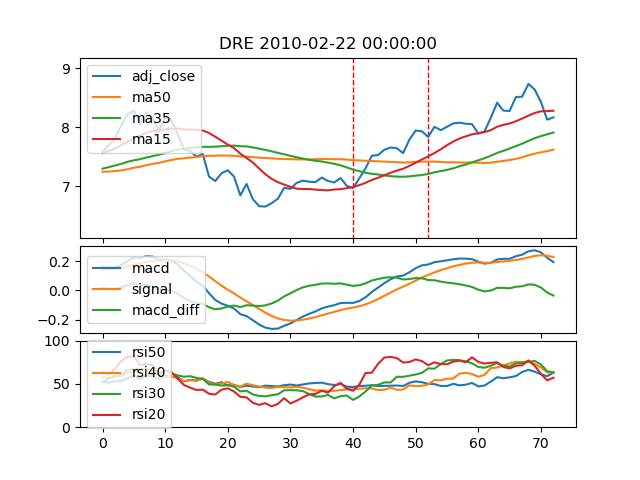 DRE 2010-02-22 00:00:00
9
8
7
adj_close
ma50
ma35
ma15
0.2
0.0
−0.2
macd
signal
macd_diff
100
50
0
rsi50
rsi40
rsi30
rsi20
0 10 20 30 40 50 60 70